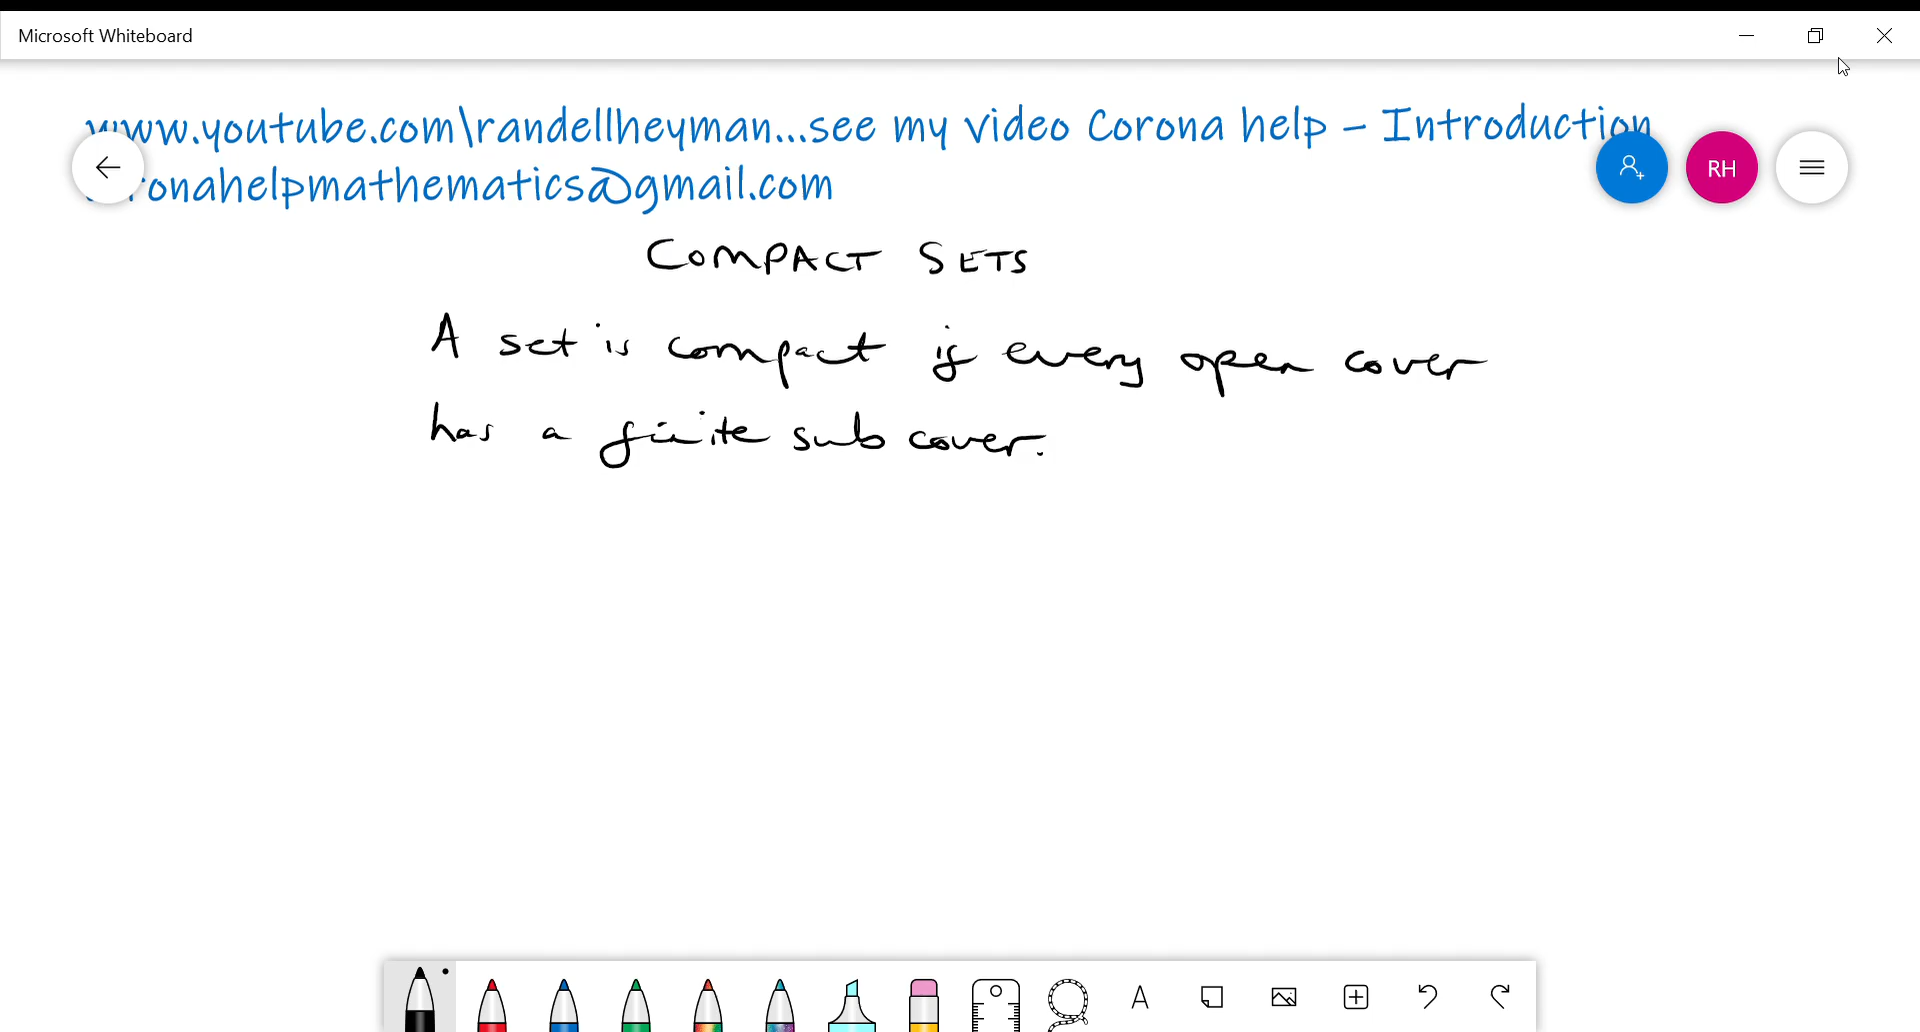 Microsoft Whiteboard
www.youtube.com\randellheyman...see my video Corona help – Introduction
ronahelpmathematics@gmail.com
RH
COMPACT SETS
A set is compact if every open cover
has a finite sub cover.
A